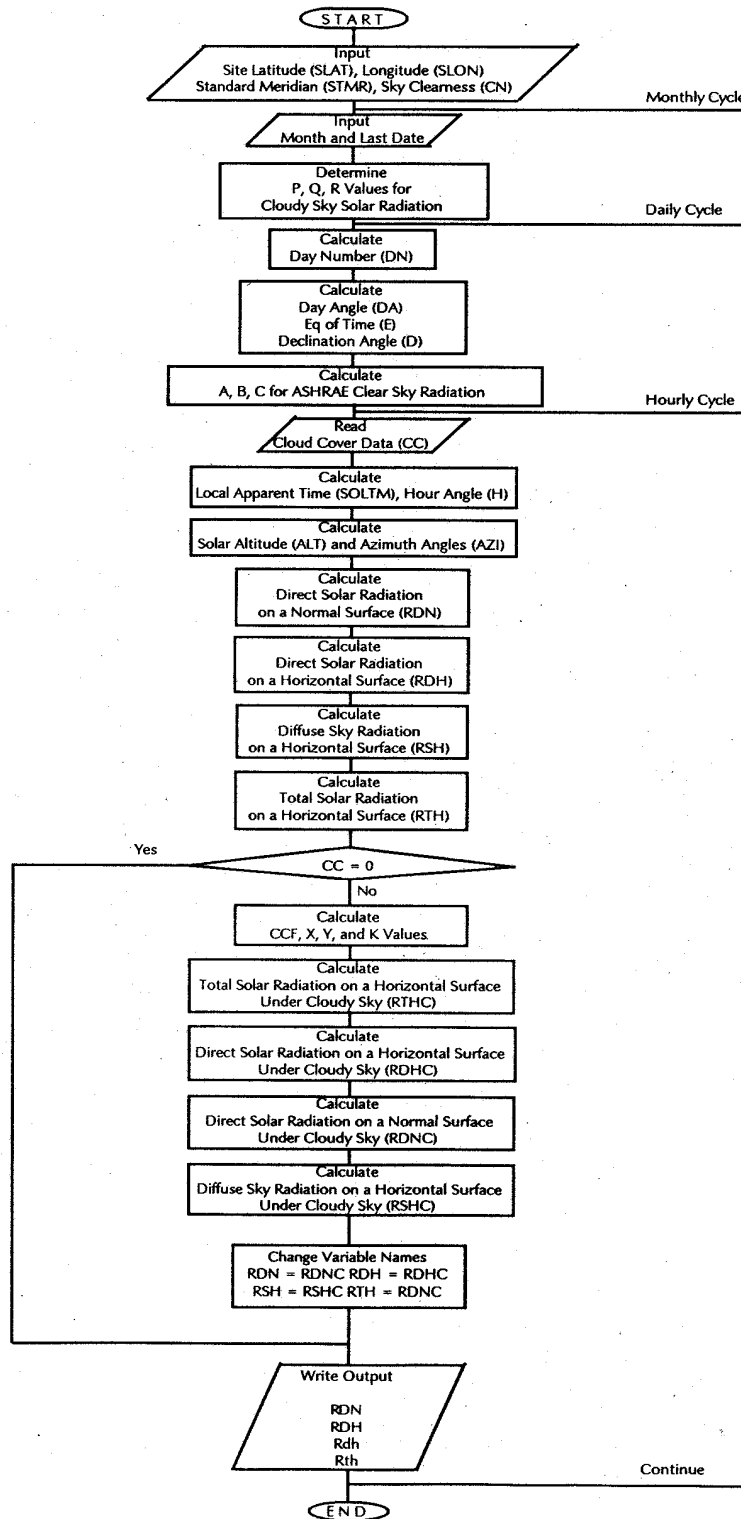 START
Input
Site Latitude (SLAT), Longitude (SLON)
Standard Meridian (STMR), Sky Clearness (CN)
Monthly Cycle
Input
Month and Last Date
Determine
P, Q, R Values for
Cloudy Sky Solar Radiation
Daily Cycle
Calculate
Day Number (DN)
Calculate
Day Angle (DA)
Eq of Time (E)
Declination Angle (D)
Calculate
A, B, C for ASHRAE Clear Sky Radiation
Hourly Cycle
Read
Cloud Cover Data (CC)
Calculate
Local Apparent Time (SOLTM), Hour Angle (H)
Calculate
Solar Altitude (ALT) and Azimuth Angles (AZI)
Calculate
Direct Solar Radiation
on a Normal Surface (RDN)
Calculate
Direct Solar Radiation
on a Horizontal Surface (RDH)
Calculate
Diffuse Sky Radiation
on a Horizontal Surface (RSH)
Calculate
Total Solar Radiation
on a Horizontal Surface (RTH)
Yes
CC = 0
No
Calculate
CCF, X, Y, and K Values
Calculate
Total Solar Radiation on a Horizontal Surface
Under Cloudy Sky (RTHC)
Calculate
Direct Solar Radiation on a Horizontal Surface
Under Cloudy Sky (RDHC)
Calculate
Direct Solar Radiation on a Normal Surface
Under Cloudy Sky (RDNC)
Calculate
Diffuse Sky Radiation on a Horizontal Surface
Under Cloudy Sky (RSHC)
Change Variable Names
RDN = RDNC RDH = RDHC
RSH = RSHC RTH = RDNC
Write Output
RDN
RDH
Rdh
Rth
Continue
END